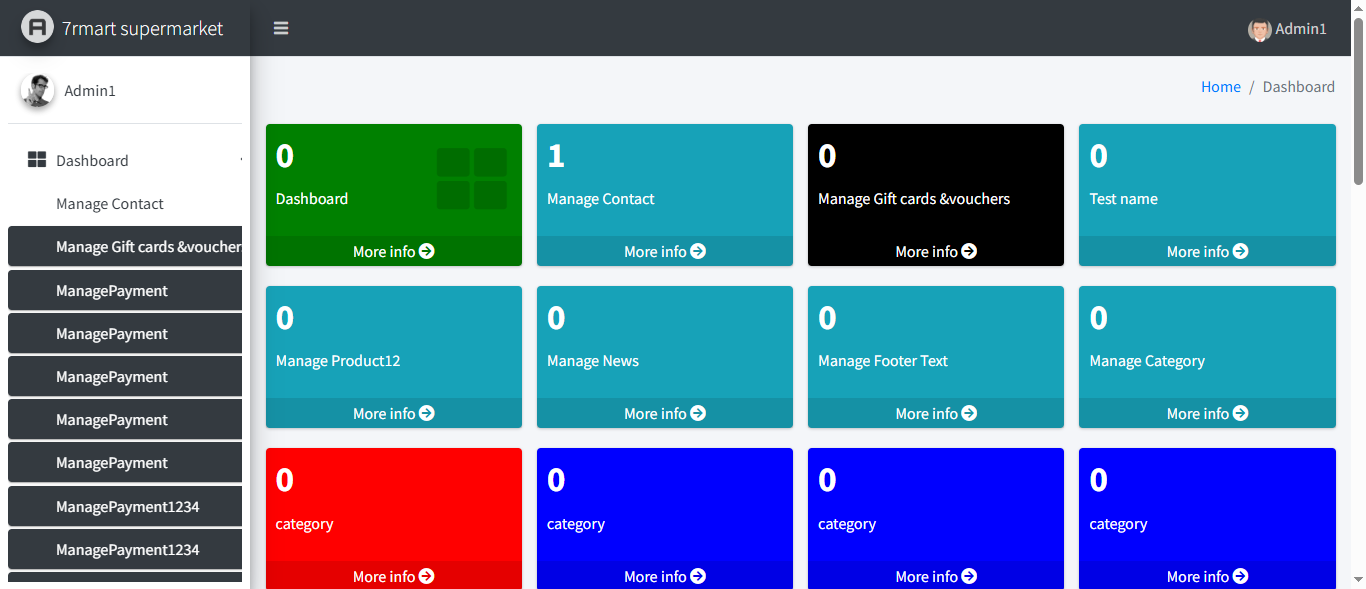 7rmart supermarket
Admin1
Admin1
Home / Dashboard
Dashboard
Manage Contact
Manage Gift cards &voucher
ManagePayment
ManagePayment
ManagePayment
ManagePayment
ManagePayment
ManagePayment1234
ManagePayment1234
0
Dashboard
More info
1
Manage Contact
More info
0
Manage Gift cards &vouchers
More info
0
Test name
More info
0
Manage Product12
More info
0
Manage News
More info
0
Manage Footer Text
More info
0
Manage Category
More info
0
category
More info
0
category
More info
0
category
More info
0
category
More info